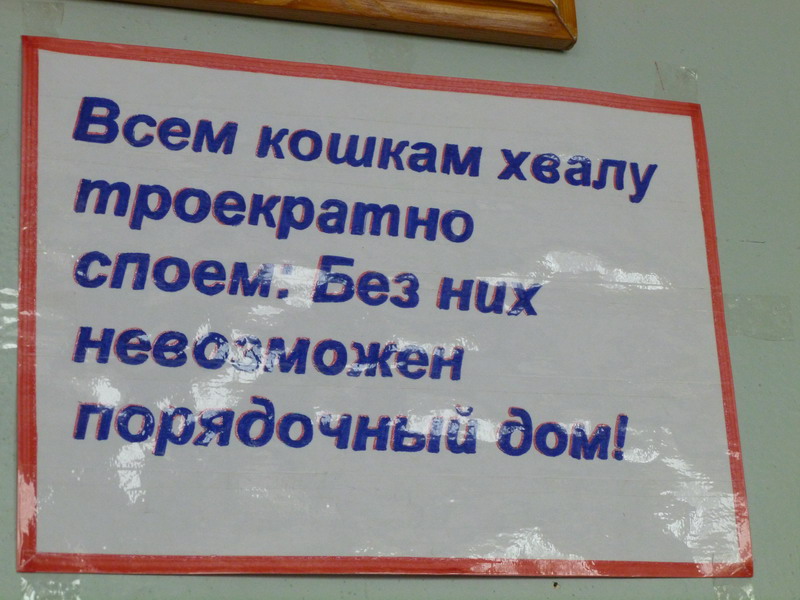 Всем кошкам хвалу
троекратно
споем: Без них
невозможен
порядочный дом!